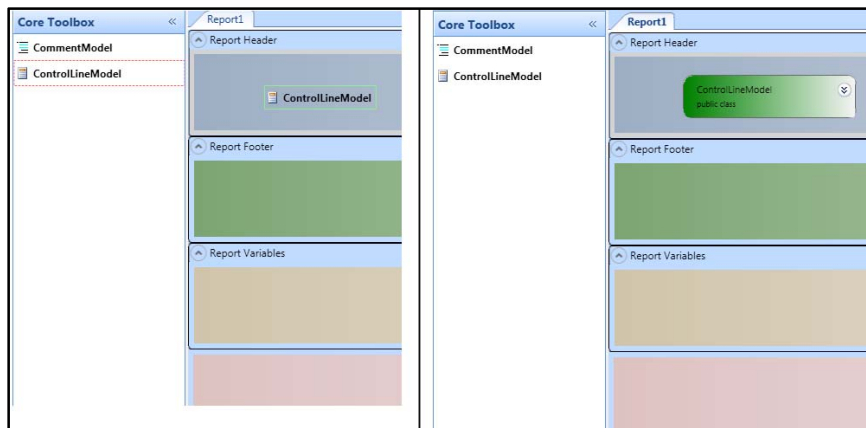 Core Toolbox
CommentModel
ControlLineModel
Report1
Report Header
ControlLineModel
Report Footer
Report Variables
Core Toolbox
CommentModel
ControlLineModel
Report1
Report Header
ControlLineModel
public class
Report Footer
Report Variables